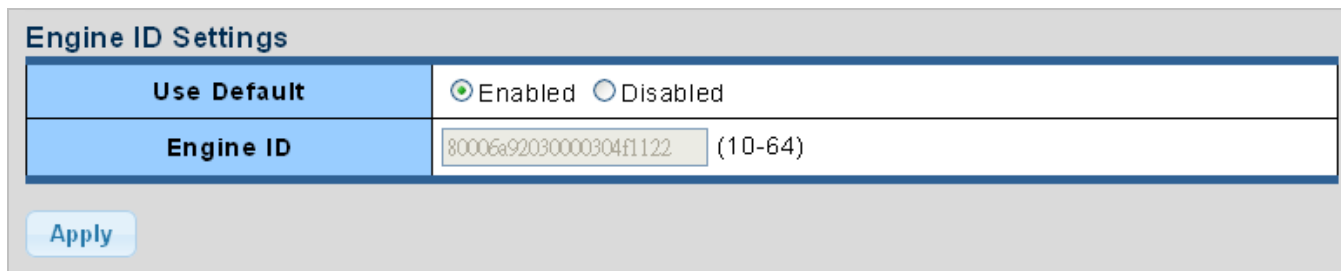 Engine ID Settings
Use Default Enabled Disabled
Engine ID 80006a92030000304f1122 (10-64)
Apply